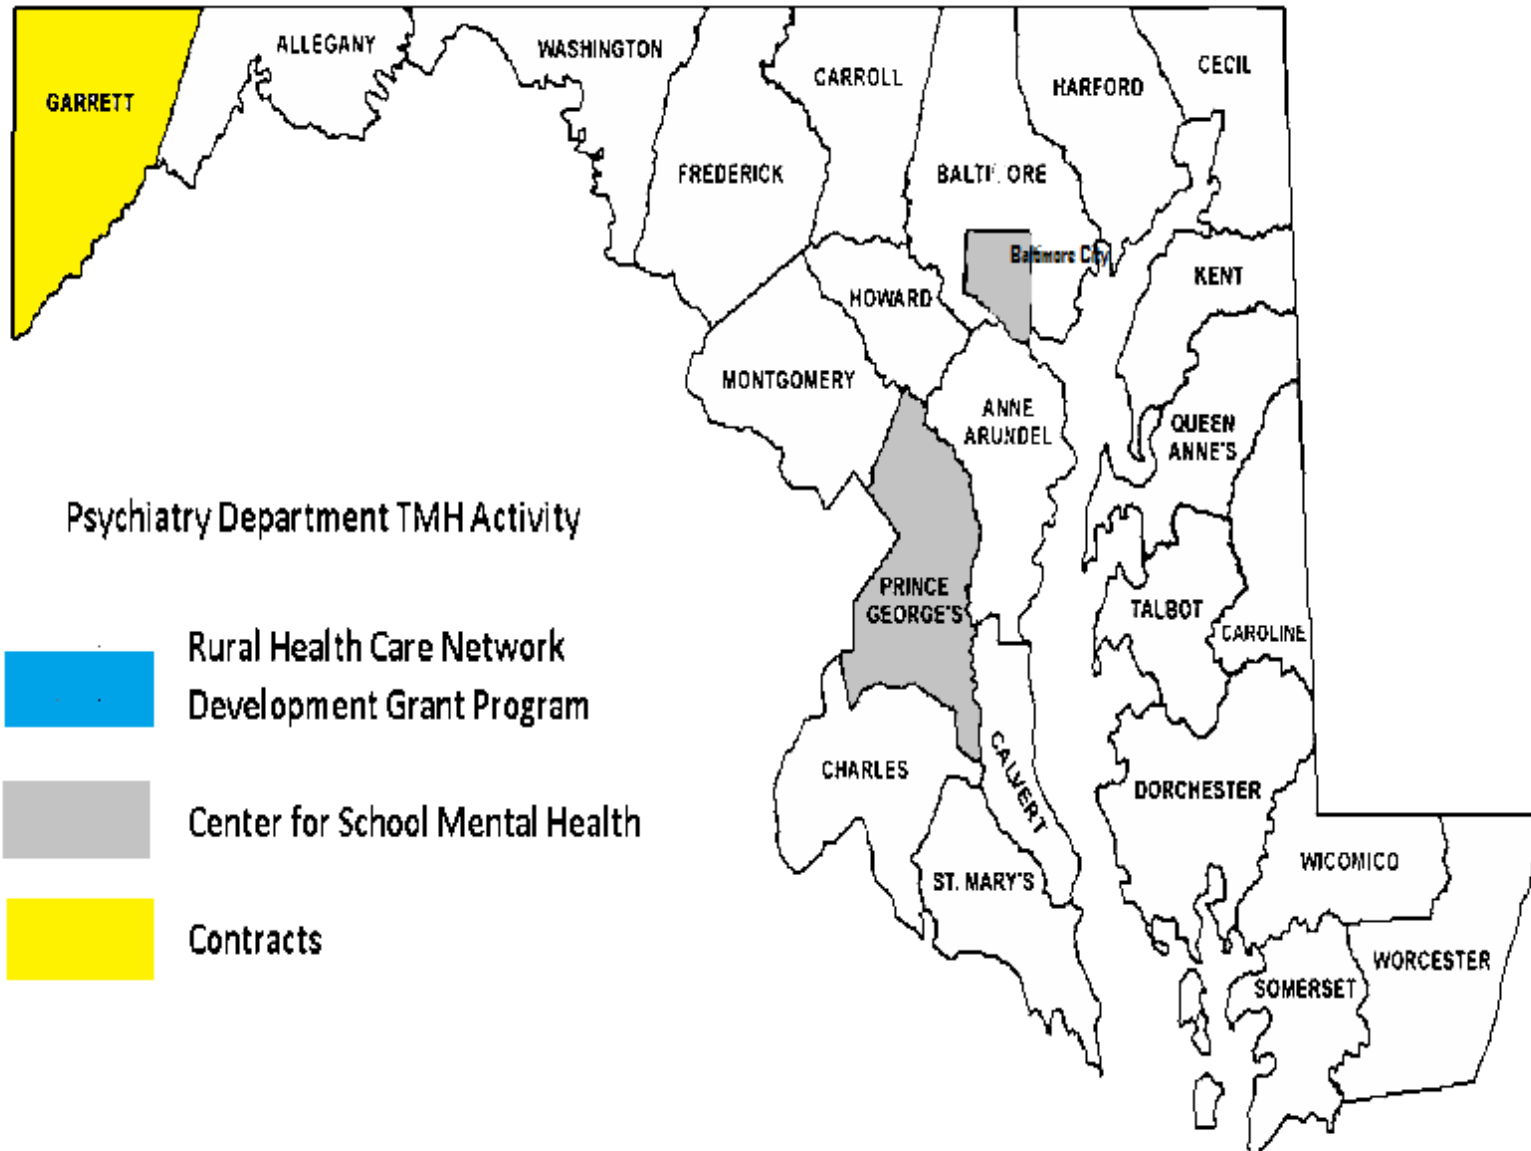 GARRETT
ALLEGANY
WASHINGTON
FREDERICK
CARROLL
BALTIMORE
HARFORD
CECIL
Baltimore City
HOWARD
KENT
MONTGOMERY
ANNE
ARUNDEL
QUEEN
ANNE'S
PRINCE
GEORGE'S
TALBOT
CAROLINE
CHARLES
CALVERT
DORCHESTER
ST. MARY'S
WICOMICO
WORCESTER
SOMERSET
Psychiatry Department TMH Activity
Rural Health Care Network
Development Grant Program
Center for School Mental Health
Contracts